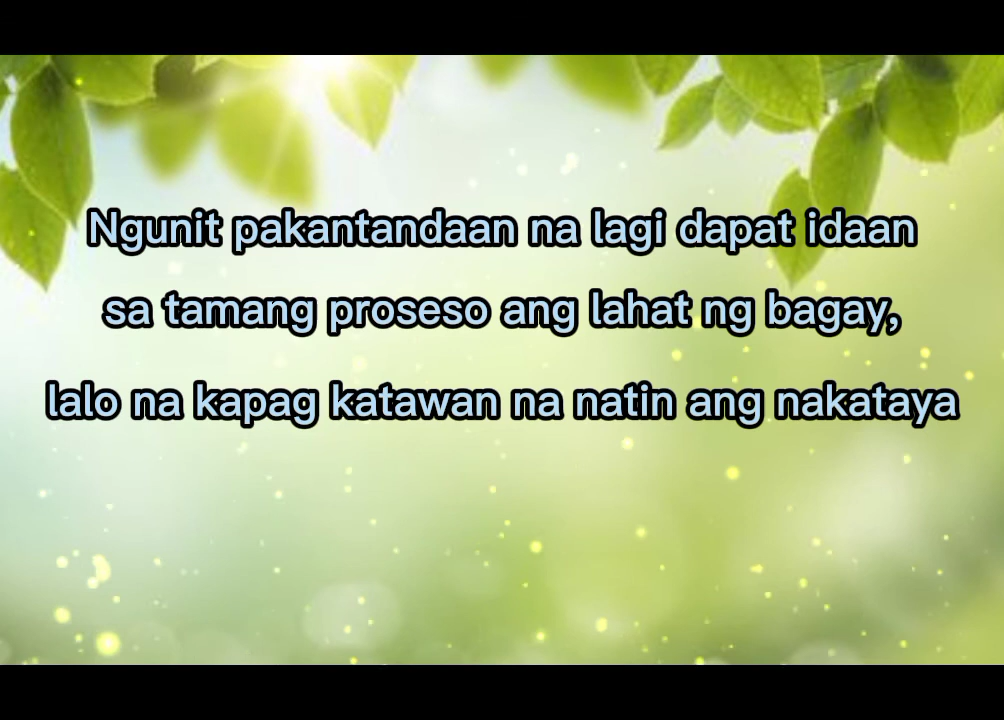 Ngunit pakantandaan na lagi dapat idaan
sa tamang proseso ang lahat ng bagay,
lalo na kapag katawan na natin ang nakataya